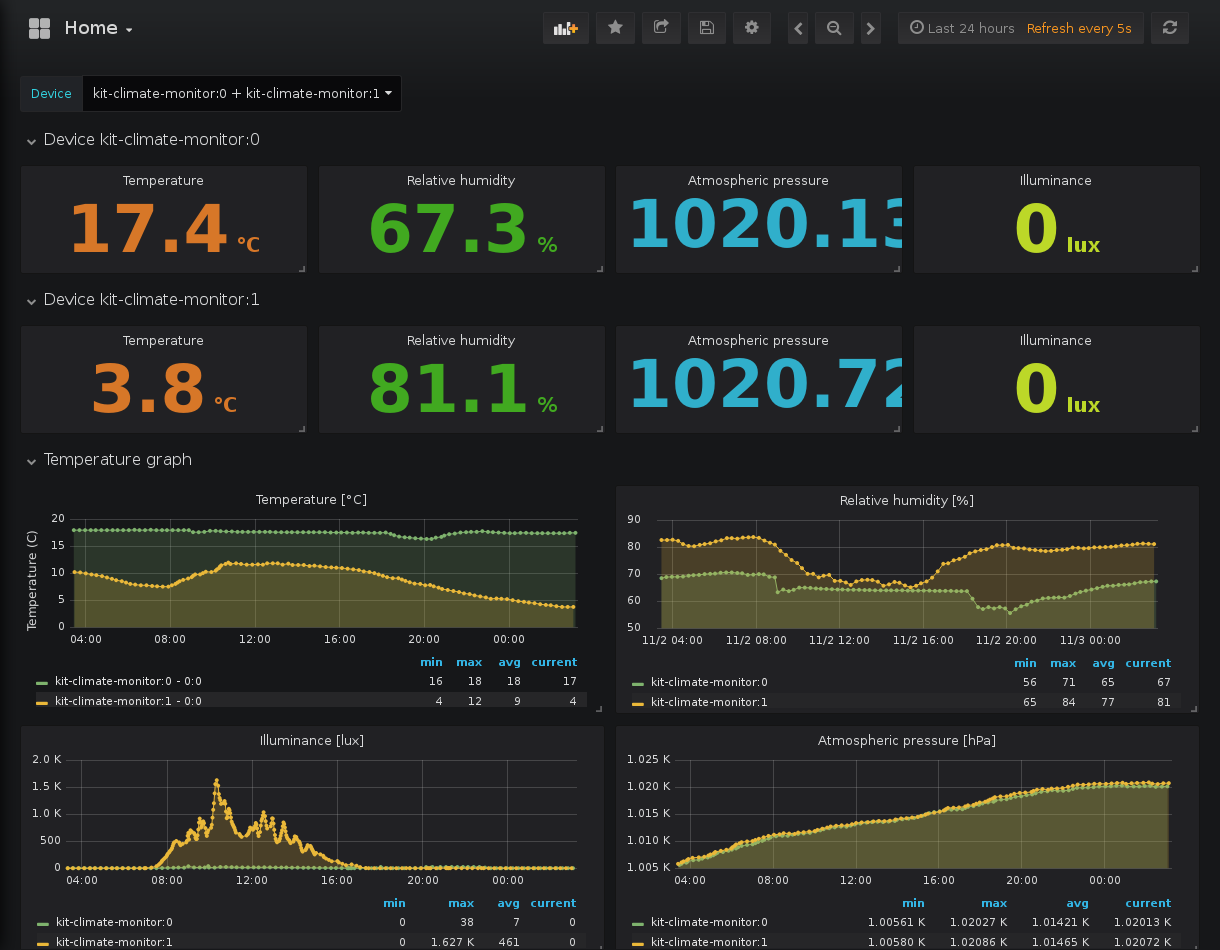 Home
Last 24 hours Refresh every 5s
Device kit-climate-monitor:0 + kit-climate-monitor:1
Device kit-climate-monitor:0
Temperature Relative humidity Atmospheric pressure Illuminance
17.4 °C 67.3 % 1020.13 0 lux
Device kit-climate-monitor:1
Temperature Relative humidity Atmospheric pressure Illuminance
3.8 °C 81.1 % 1020.72 0 lux
Temperature graph
Temperature [°C]
Temperature (C)
20
15
10
5
0
04:00 08:00 12:00 16:00 20:00 00:00
min max avg current
kit-climate-monitor:0 - 0:0 16 18 18 17
kit-climate-monitor:1 - 0:0 4 12 9 4
Relative humidity [%]
90
80
70
60
50
11/2 04:00 11/2 08:00 11/2 12:00 11/2 16:00 11/2 20:00 11/3 00:00
min max avg current
kit-climate-monitor:0 56 71 65 67
kit-climate-monitor:1 65 84 77 81
Illuminance [lux]
2.0 K
1.5 K
1.0 K
500
0
04:00 08:00 12:00 16:00 20:00 00:00
min max avg current
kit-climate-monitor:0 0 38 7 0
kit-climate-monitor:1 0 1.627 K 461 0
Atmospheric pressure [hPa]
1.025 K
1.020 K
1.015 K
1.010 K
1.005 K
04:00 08:00 12:00 16:00 20:00 00:00
min max avg current
kit-climate-monitor:0 1.00561 K 1.02027 K 1.01421 K 1.02013 K
kit-climate-monitor:1 1.00580 K 1.02086 K 1.01465 K 1.02072 K